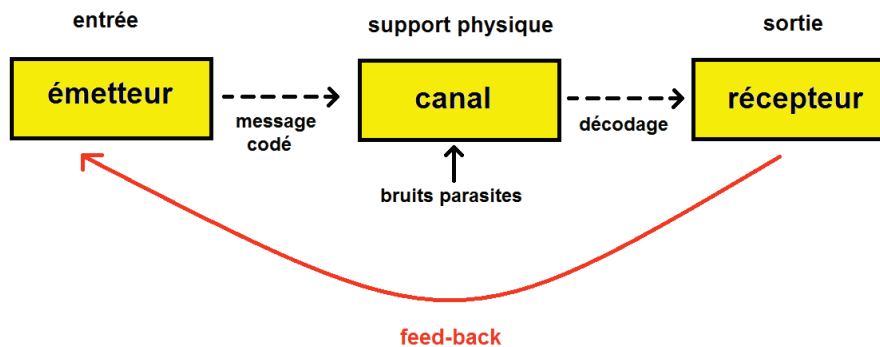 entrée
support physique
sortie
émetteur
canal
récepteur
message
codé
décodage
bruits parasites
feed-back